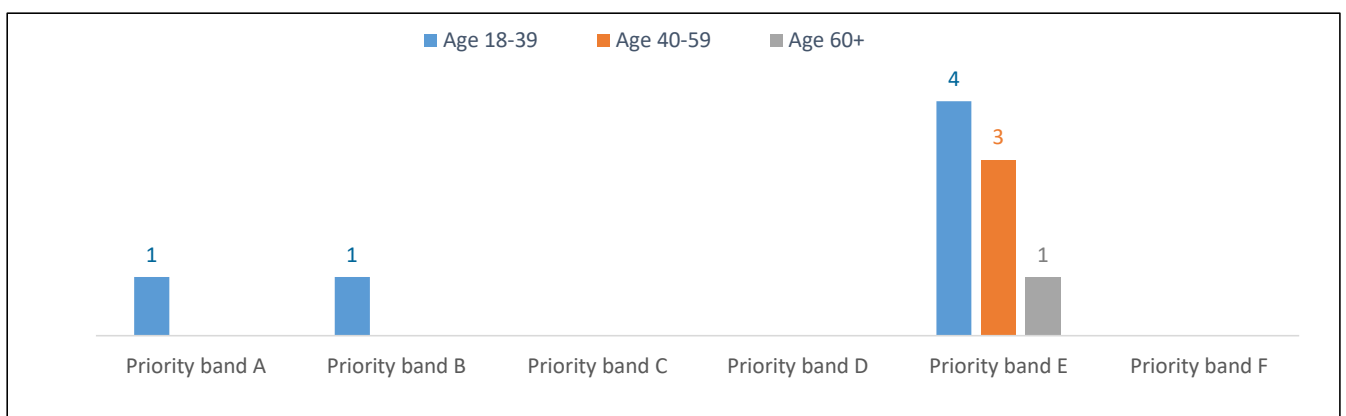 Age 18-39 Age 40-59 Age 60+
4
3
1 1 1
Priority band A Priority band B Priority band C Priority band D Priority band E Priority band F